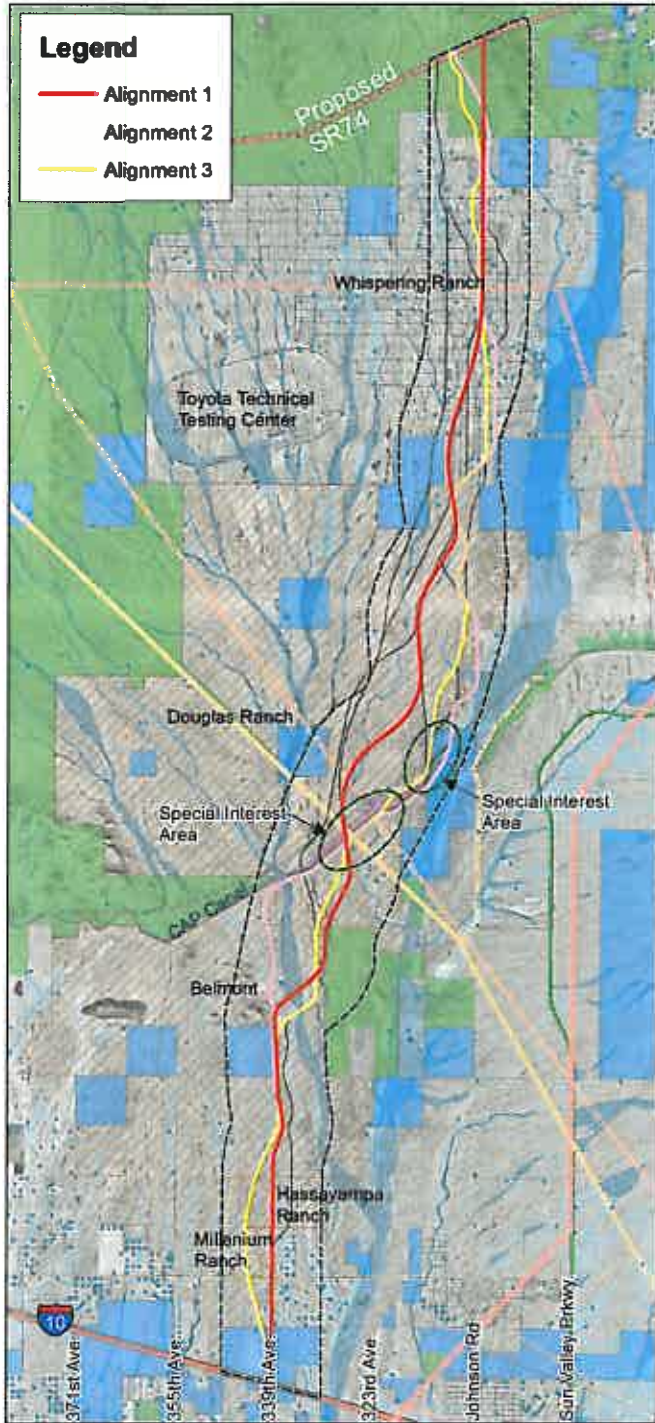 Legend
Alignment 1
Alignment 2
Alignment 3
Proposed
SR74
Whispering Ranch
Toyota Technical
Testing Center
Douglas Ranch
Special Interest
Area
Special Interest
Area
CAP Canal
Belmont
Hassayampa
Ranch
Millenium
Ranch
10
371st Ave.
355th Ave.
339th Ave.
323rd Ave
Johnson Rd
Sun Valley Prkwy